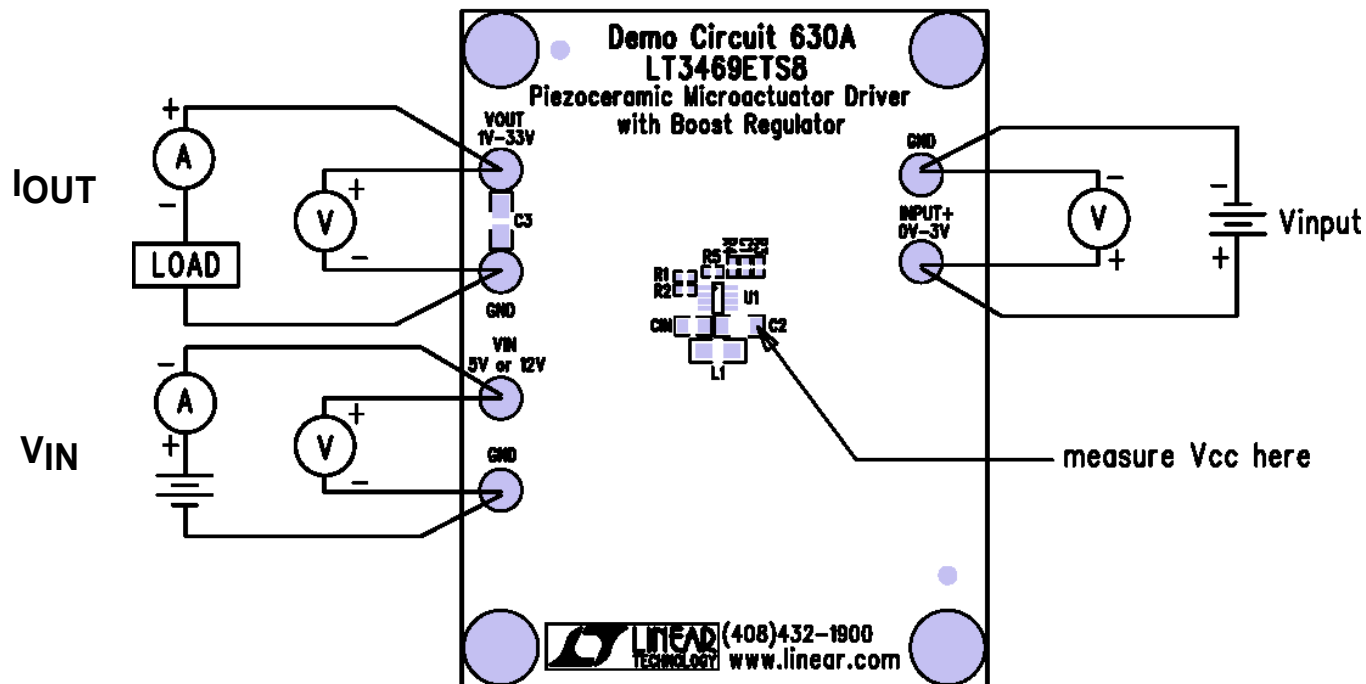 Demo Circuit 630A
LT3469ETS8
Piezoceramic Microactuator Driver
with Boost Regulator
IOUT
+
A
-
LOAD
+
V
-
VOUT
1V-33V
C3
GND
VIN
-
A
+
+
V
-
VIN
5V or 12V
GND
GND
INPUT+
0V-3V
-
V
+
-
+
Vinput
R5
R1
R2
U1
CIN
C2
L1
measure Vcc here
LINEAR
TECHNOLOGY
(408)432-1900
www.linear.com